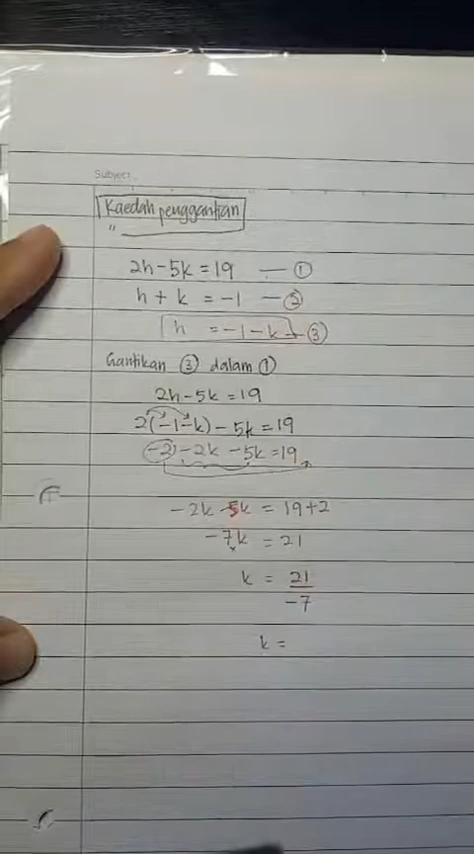 Subject
Kaedah penggantian
"
2h - 5k = 19 — ①
h + k = -1 — ②
h = -1 - k — ③
Gantikan ③ dalam ①
2h - 5k = 19
2(-1-k) - 5k = 19
-2 - 2k - 5k = 19
-2k - 5k = 19+2
-7k = 21
k = 21/-7
k =